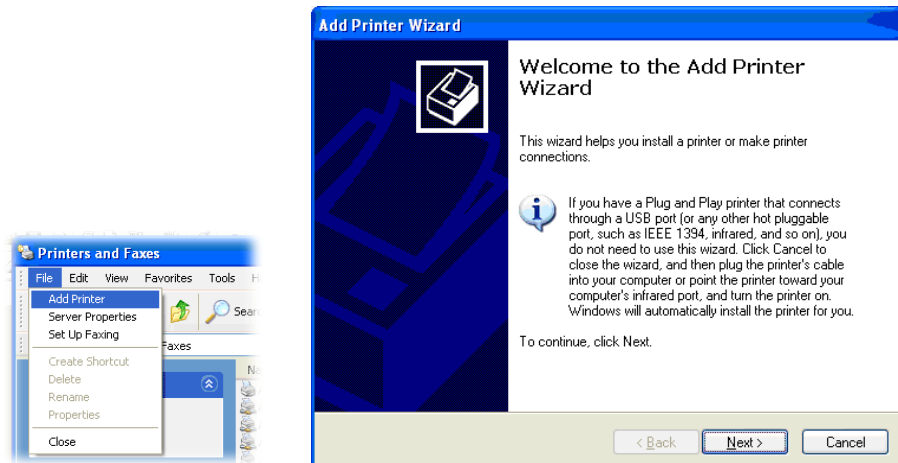 Printers and Faxes
File Edit View Favorites Tools
Add Printer
Server Properties
Set Up Faxing
Create Shortcut
Delete
Rename
Properties
Close
Faxes
Add Printer Wizard
Welcome to the Add Printer
Wizard
This wizard helps you install a printer or make printer
connections.
If you have a Plug and Play printer that connects
through a USB port (or any other hot pluggable
port, such as IEEE 1394, infrared, and so on), you
do not need to use this wizard. Click Cancel to
close the wizard, and then plug the printer's cable
into your computer or point the printer toward your
computer's infrared port, and turn the printer on.
Windows will automatically install the printer for you.
To continue, click Next.
< Back Next > Cancel